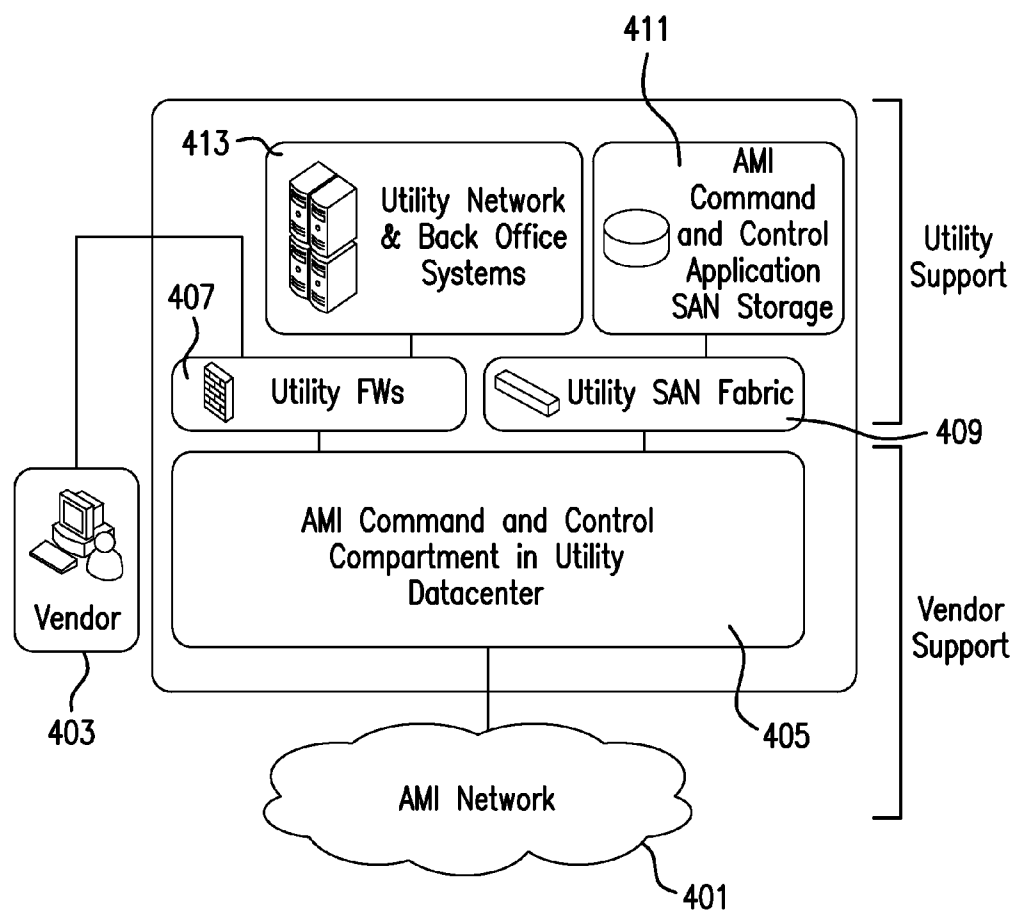 411
413
Utility Network
& Back Office
Systems
AMI
Command
and Control
Application
SAN Storage
Utility
Support
407
Utility FWs
Utility SAN Fabric
409
AMI Command and Control
Compartment in Utility
Datacenter
Vendor
403
Vendor
Support
405
AMI Network
401